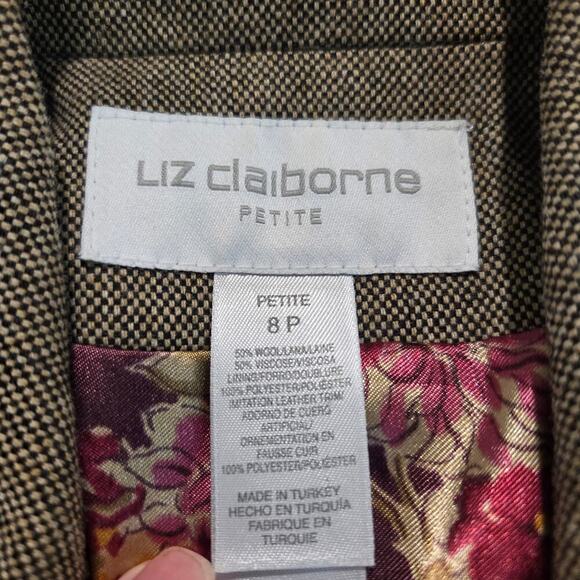 Liz claiborne
PETITE
PETITE
8 P
50% WOOL/LANA/LAINE
50% VISCOSE/VISCOSA
LINING/FORRO/DOUBLURE
100% POLYESTER/POLIESTER
IMITATION LEATHER TRIM/
ADORNO DE CUERO
ARTIFICIAL/
ORNEMENTATION EN
FAUSSE CUIR
100% POLYESTER/POLIESTER
MADE IN TURKEY
HECHO EN TURQUÍA
FABRIQUE EN
TURQUIE